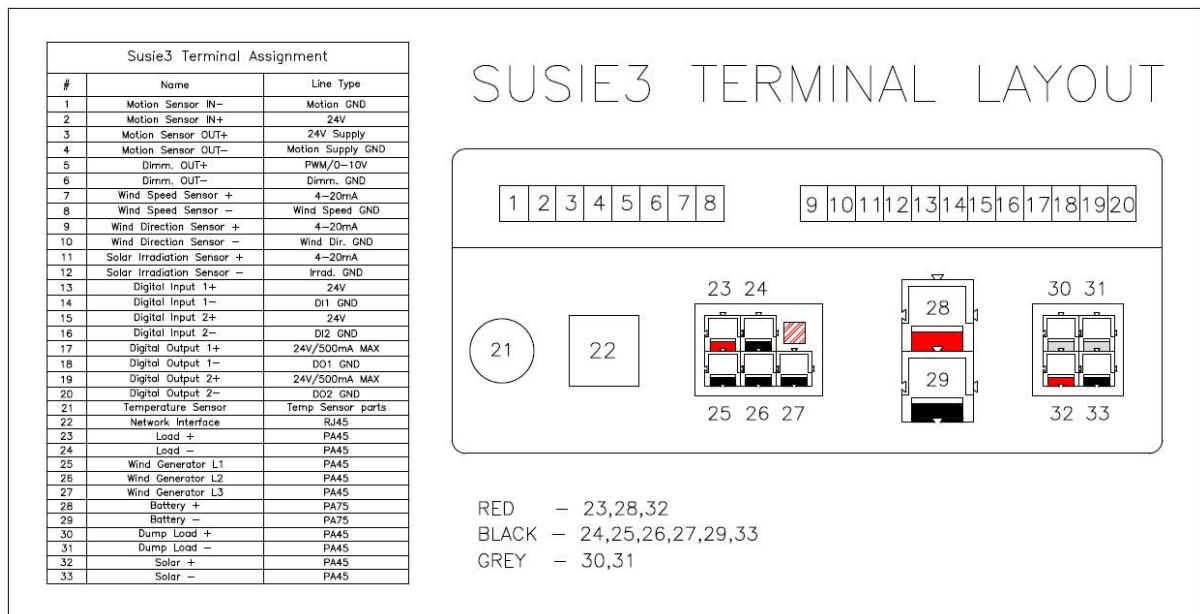 Susie3 Terminal Assignment
# Name Line Type
1 Motion Sensor IN- Motion GND
2 Motion Sensor IN+ 24V
3 Motion Sensor OUT+ 24V Supply
4 Motion Sensor OUT- Motion Supply GND
5 Dimm. OUT+ PWM/0-10V
6 Dimm. OUT- Dimm. GND
7 Wind Speed Sensor + 4-20mA
8 Wind Speed Sensor - Wind Speed GND
9 Wind Direction Sensor + 4-20mA
10 Wind Direction Sensor - Wind Dir. GND
11 Solar Irradiation Sensor + 4-20mA
12 Solar Irradiation Sensor - Irrad. GND
13 Digital Input 1+ 24V
14 Digital Input 1- DI1 GND
15 Digital Input 2+ 24V
16 Digital Input 2- DI2 GND
17 Digital Output 1+ 24V/500mA MAX
18 Digital Output 1- DO1 GND
19 Digital Output 2+ 24V/500mA MAX
20 Digital Output 2- DO2 GND
21 Temperature Sensor Temp Sensor parts
22 Network Interface RJ45
23 Load + PA45
24 Load - PA45
25 Wind Generator L1 PA45
26 Wind Generator L2 PA45
27 Wind Generator L3 PA45
28 Battery + PA75
29 Battery - PA75
30 Dump Load + PA45
31 Dump Load - PA45
32 Solar + PA45
33 Solar - PA45
SUSIE3 TERMINAL LAYOUT
1 2 3 4 5 6 7 8 9 10 11 12 13 14 15 16 17 18 19 20
23 24 28 30 31
21 22
29
25 26 27 32 33
RED - 23,28,32
BLACK - 24,25,26,27,29,33
GREY - 30,31